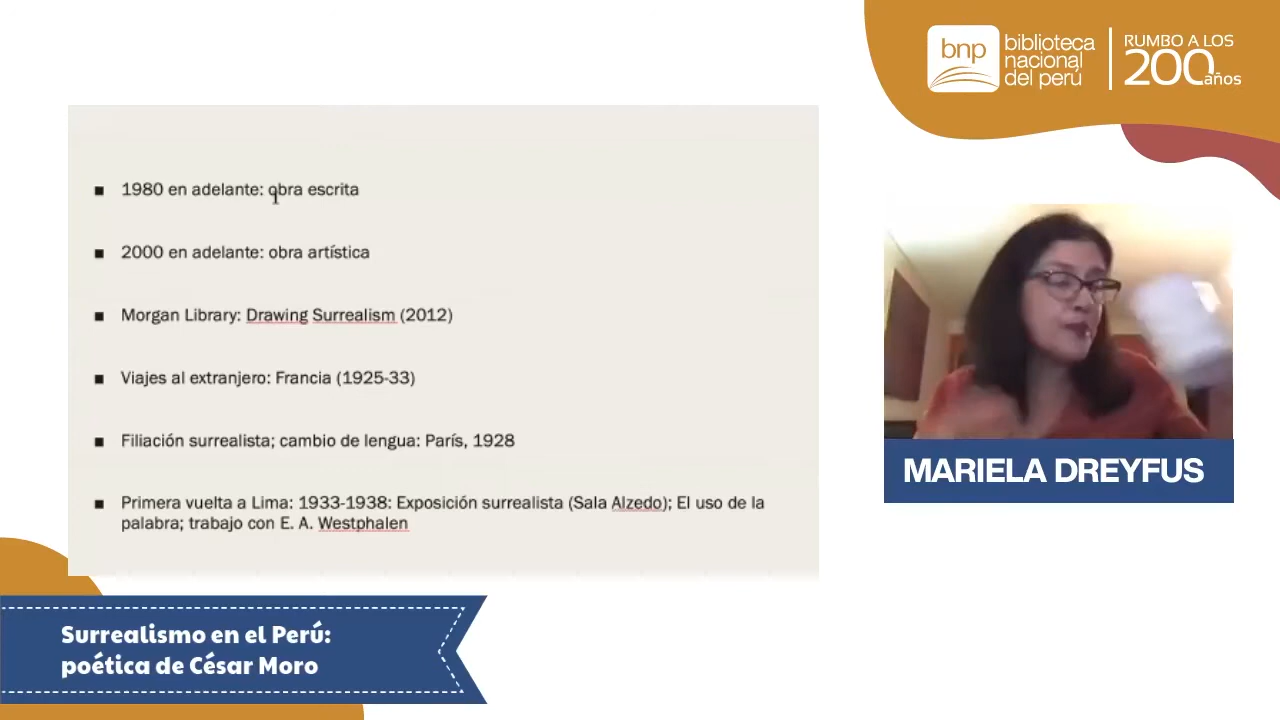 bnp
biblioteca
nacional
del perú
RUMBO A LOS
200
años
1980 en adelante: obra escrita
2000 en adelante: obra artística
Morgan Library: Drawing Surrealism (2012)
Viajes al extranjero: Francia (1925-33)
Filiación surrealista; cambio de lengua: París, 1928
Primera vuelta a Lima: 1933-1938: Exposición surrealista (Sala Alzedo); El uso de la
palabra; trabajo con E. A. Westphalen
MARIELA DREYFUS
Surrealismo en el Perú:
poética de César Moro